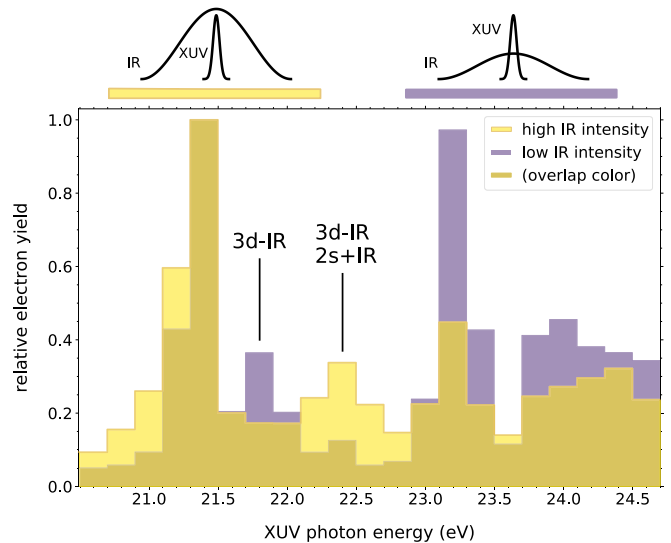 IR
XUV
XUV
IR
1.0
0.8
0.6
0.4
0.2
0.0
relative electron yield
high IR intensity
low IR intensity
(overlap color)
3d-IR
3d-IR
2s+IR
21.0 21.5 22.0 22.5 23.0 23.5 24.0 24.5
XUV photon energy (eV)